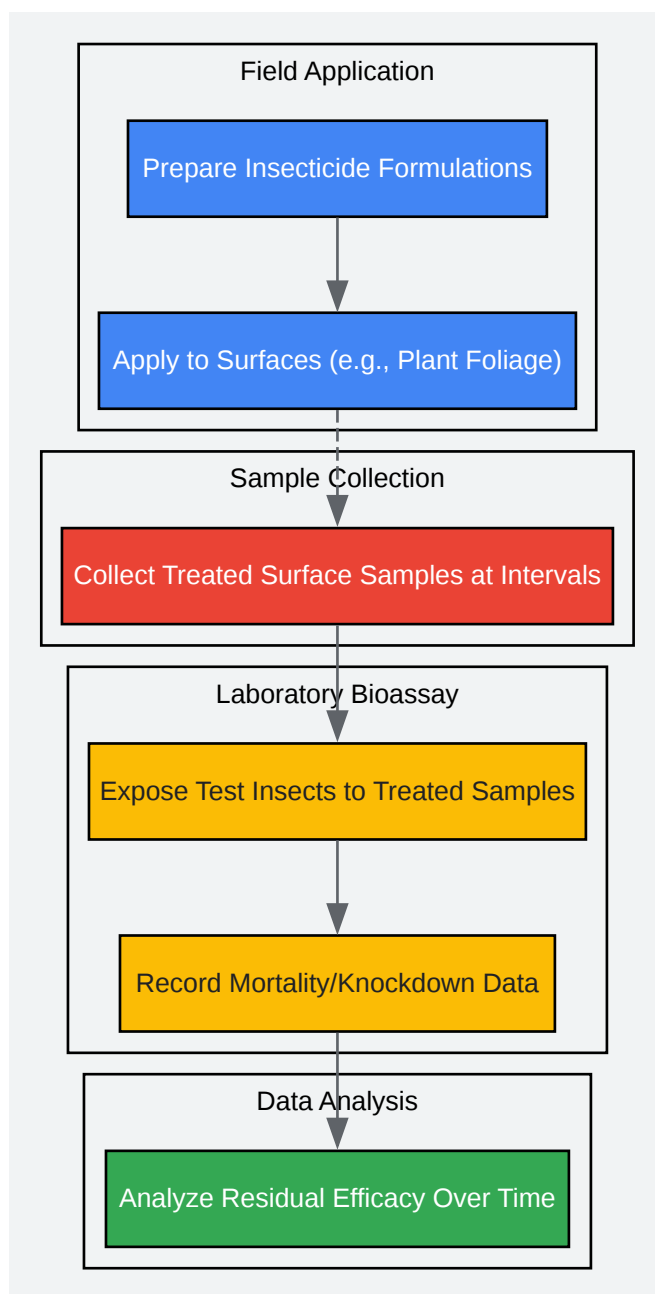 Field Application
Prepare Insecticide Formulations
Apply to Surfaces (e.g., Plant Foliage)
Sample Collection
Collect Treated Surface Samples at Intervals
Laboratory Bioassay
Expose Test Insects to Treated Samples
Record Mortality/Knockdown Data
Data Analysis
Analyze Residual Efficacy Over Time